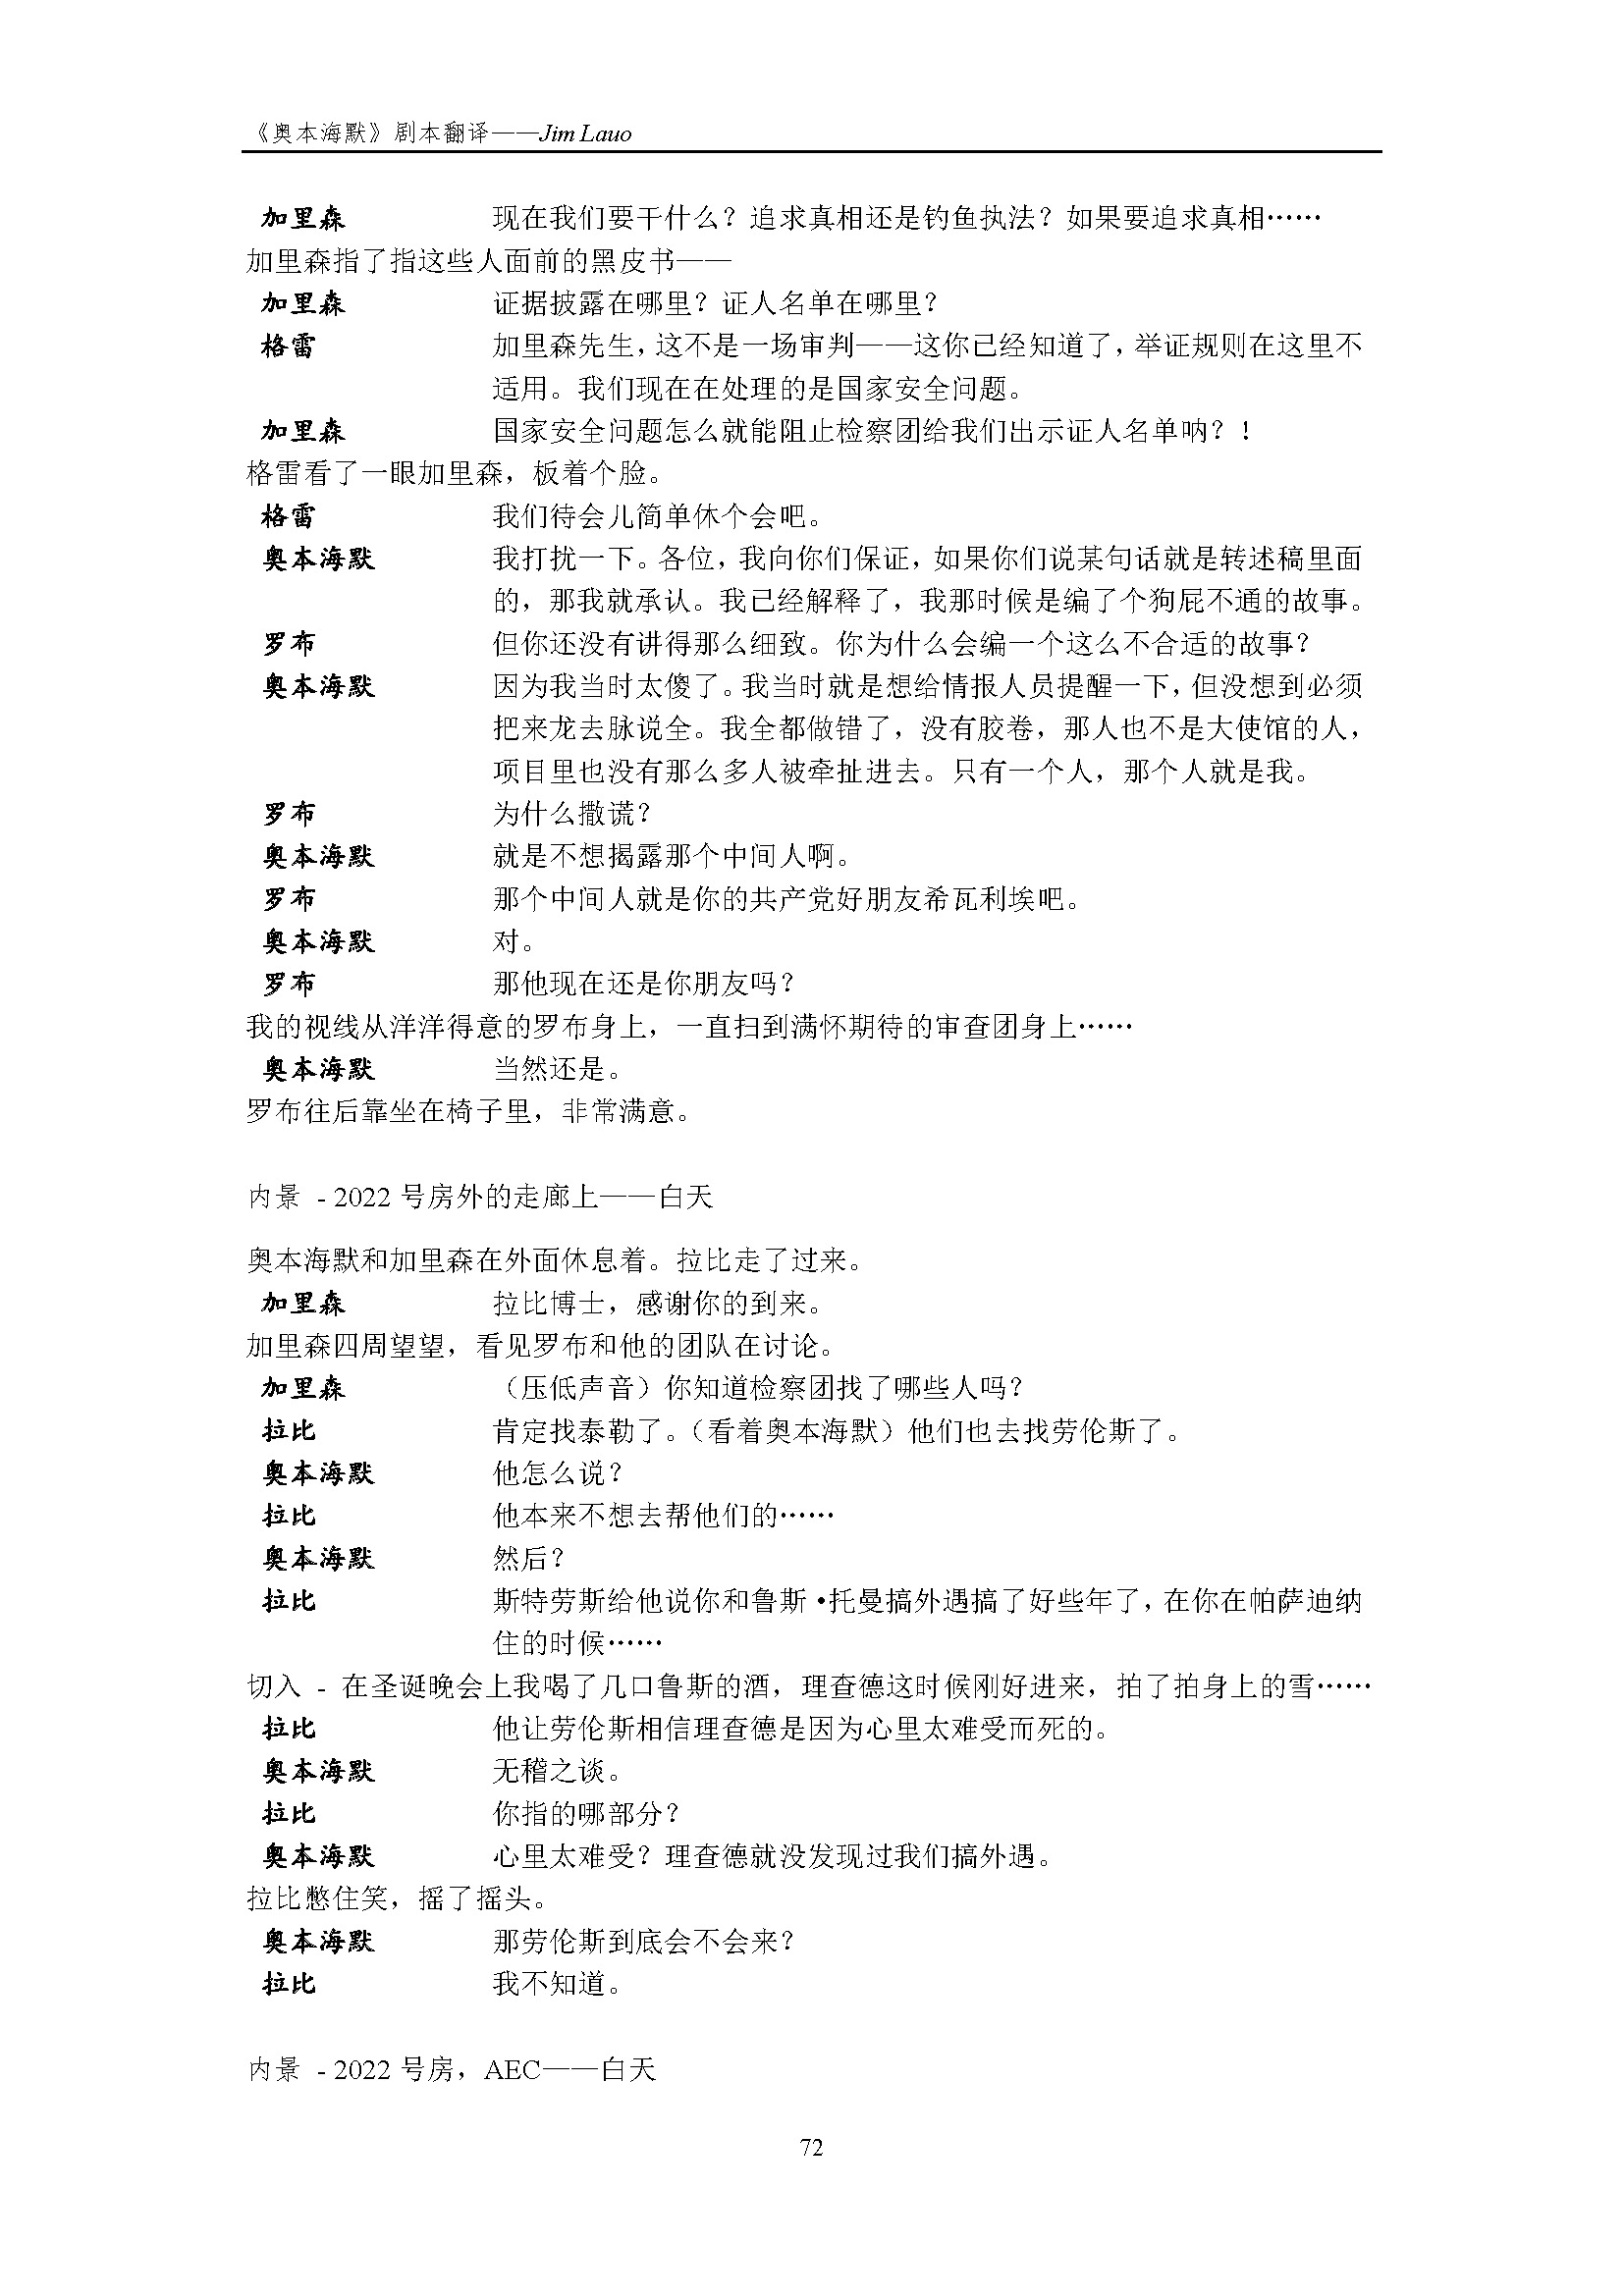 《奥本海默》剧本翻译——Jim Lauo
加里森 现在我们要干什么？追求真相还是钓鱼执法？如果要追求真相……
加里森指了指这些人面前的黑皮书——
加里森 证据披露在哪里？证人名单在哪里？
格雷 加里森先生，这不是一场审判——这你已经知道了，举证规则在这里不
适用。我们现在在处理的是国家安全问题。
加里森 国家安全问题怎么就能阻止检察团给我们出示证人名单呐？！
格雷看了一眼加里森，板着个脸。
格雷 我们待会儿简单休个会吧。
奥本海默 我打扰一下。各位，我向你们保证，如果你们说某句话就是转述稿里面
的，那我就承认。我已经解释了，我那时候是编了个狗屁不通的故事。
罗布 但你还没有讲得那么细致。你为什么会编一个这么不合适的故事？
奥本海默 因为我当时太傻了。我当时就是想给情报人员提醒一下，但没想到必须
把来龙去脉说全。我全都做错了，没有胶卷，那人也不是大使馆的人，
项目里也没有那么多人被牵扯进去。只有一个人，那个人就是我。
罗布 为什么撒谎？
奥本海默 就是不想揭露那个中间人啊。
罗布 那个中间人就是你的共产党好朋友希瓦利埃吧。
奥本海默 对。
罗布 那他现在还是你朋友吗？
我的视线从洋洋得意的罗布身上，一直扫到满怀期待的审查团身上……
奥本海默 当然还是。
罗布往后靠坐在椅子里，非常满意。
内景 - 2022 号房外的走廊上——白天
奥本海默和加里森在外面休息着。拉比走了过来。
加里森 拉比博士，感谢你的到来。
加里森四周望望，看见罗布和他的团队在讨论。
加里森 （压低声音）你知道检察团找了哪些人吗？
拉比 肯定找泰勒了。（看着奥本海默）他们也去找劳伦斯了。
奥本海默 他怎么说？
拉比 他本来不想去帮他们的……
奥本海默 然后？
拉比 斯特劳斯给他说你和鲁斯•托曼搞外遇搞了好些年了，在你在帕萨迪纳
住的时候……
切入 - 在圣诞晚会上我喝了几口鲁斯的酒，理查德这时候刚好进来，拍了拍身上的雪……
拉比 他让劳伦斯相信理查德是因为心里太难受而死的。
奥本海默 无稽之谈。
拉比 你指的哪部分？
奥本海默 心里太难受？理查德就没发现过我们搞外遇。
拉比憋住笑，摇了摇头。
奥本海默 那劳伦斯到底会不会来？
拉比 我不知道。
内景 - 2022 号房，AEC——白天
72